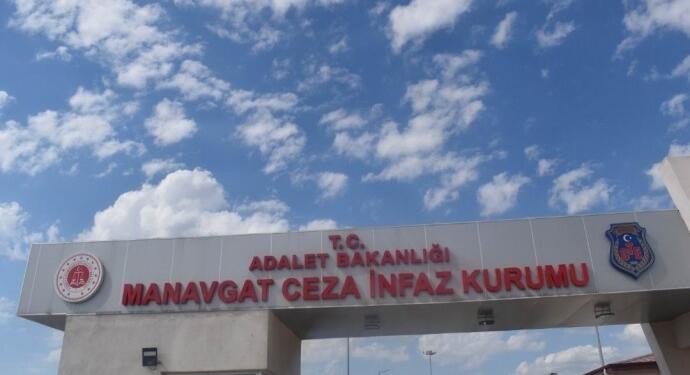 T.C.
ADALET BAKANLIĞI
MANAVGAT CEZA İNFAZ KURUMU